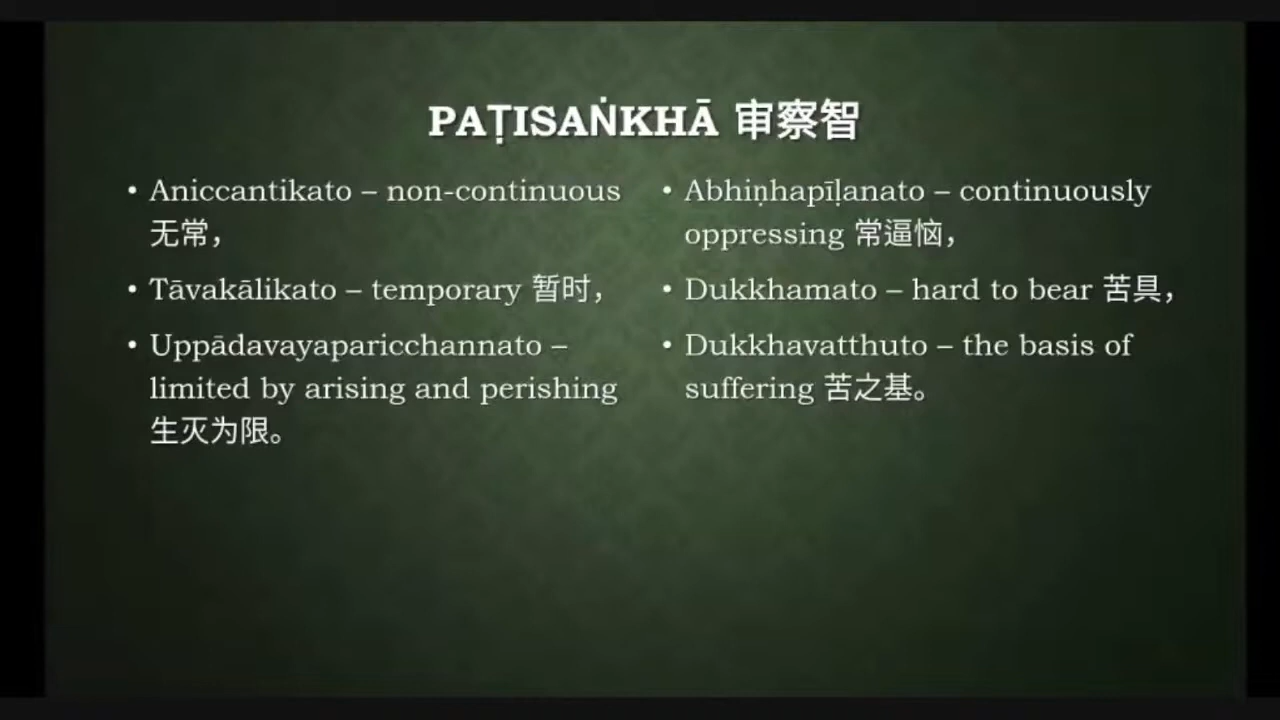 PAṬISAṄKHĀ 审察智
• Aniccantikato – non-continuous
无常，
• Tāvakālikato – temporary 暂时，
• Uppādavayaparicchannato –
limited by arising and perishing
生灭为限。
• Abhiṇhapīḷanato – continuously
oppressing 常逼恼，
• Dukkhamato – hard to bear 苦具，
• Dukkhavatthuto – the basis of
suffering 苦之基。